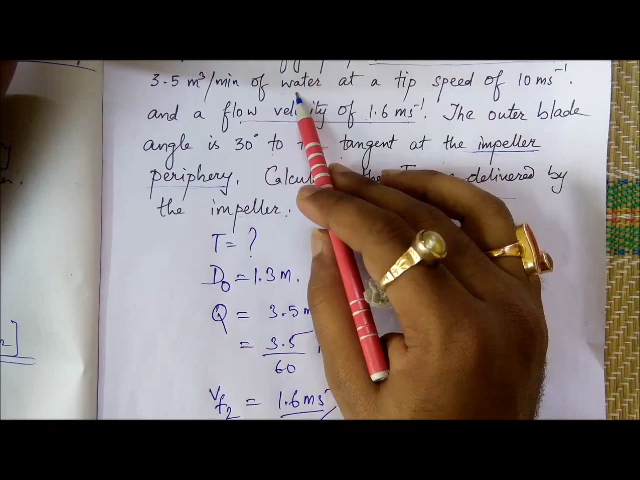 3.5 m³/min of water at a tip speed of 10 ms⁻¹.
and a flow velocity of 1.6 ms⁻¹. The outer blade
angle is 30° to tangent at the impeller
periphery. the delivered by
the impeller.
T = ?
D₀ = 1.3 m.
Q = 3.5 m
= 3.5/60
Vf₂ = 1.6 ms⁻